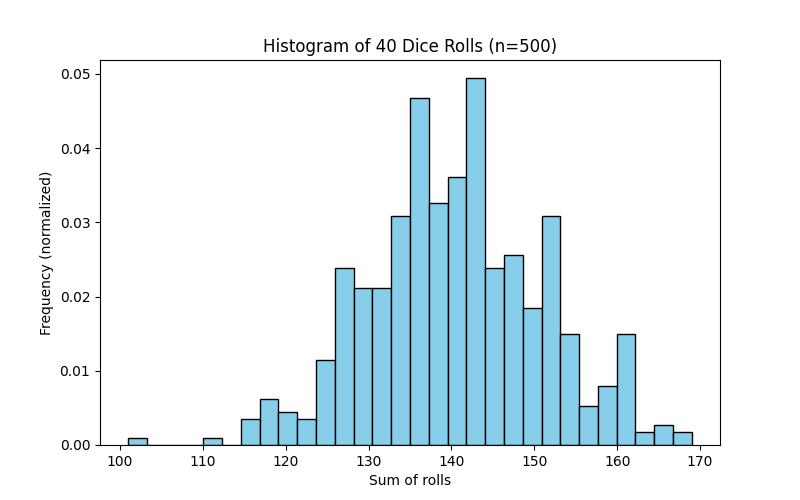 Histogram of 40 Dice Rolls (n=500)
Frequency (normalized)
0.05
0.04
0.03
0.02
0.01
0.00
100 110 120 130 140 150 160 170
Sum of rolls